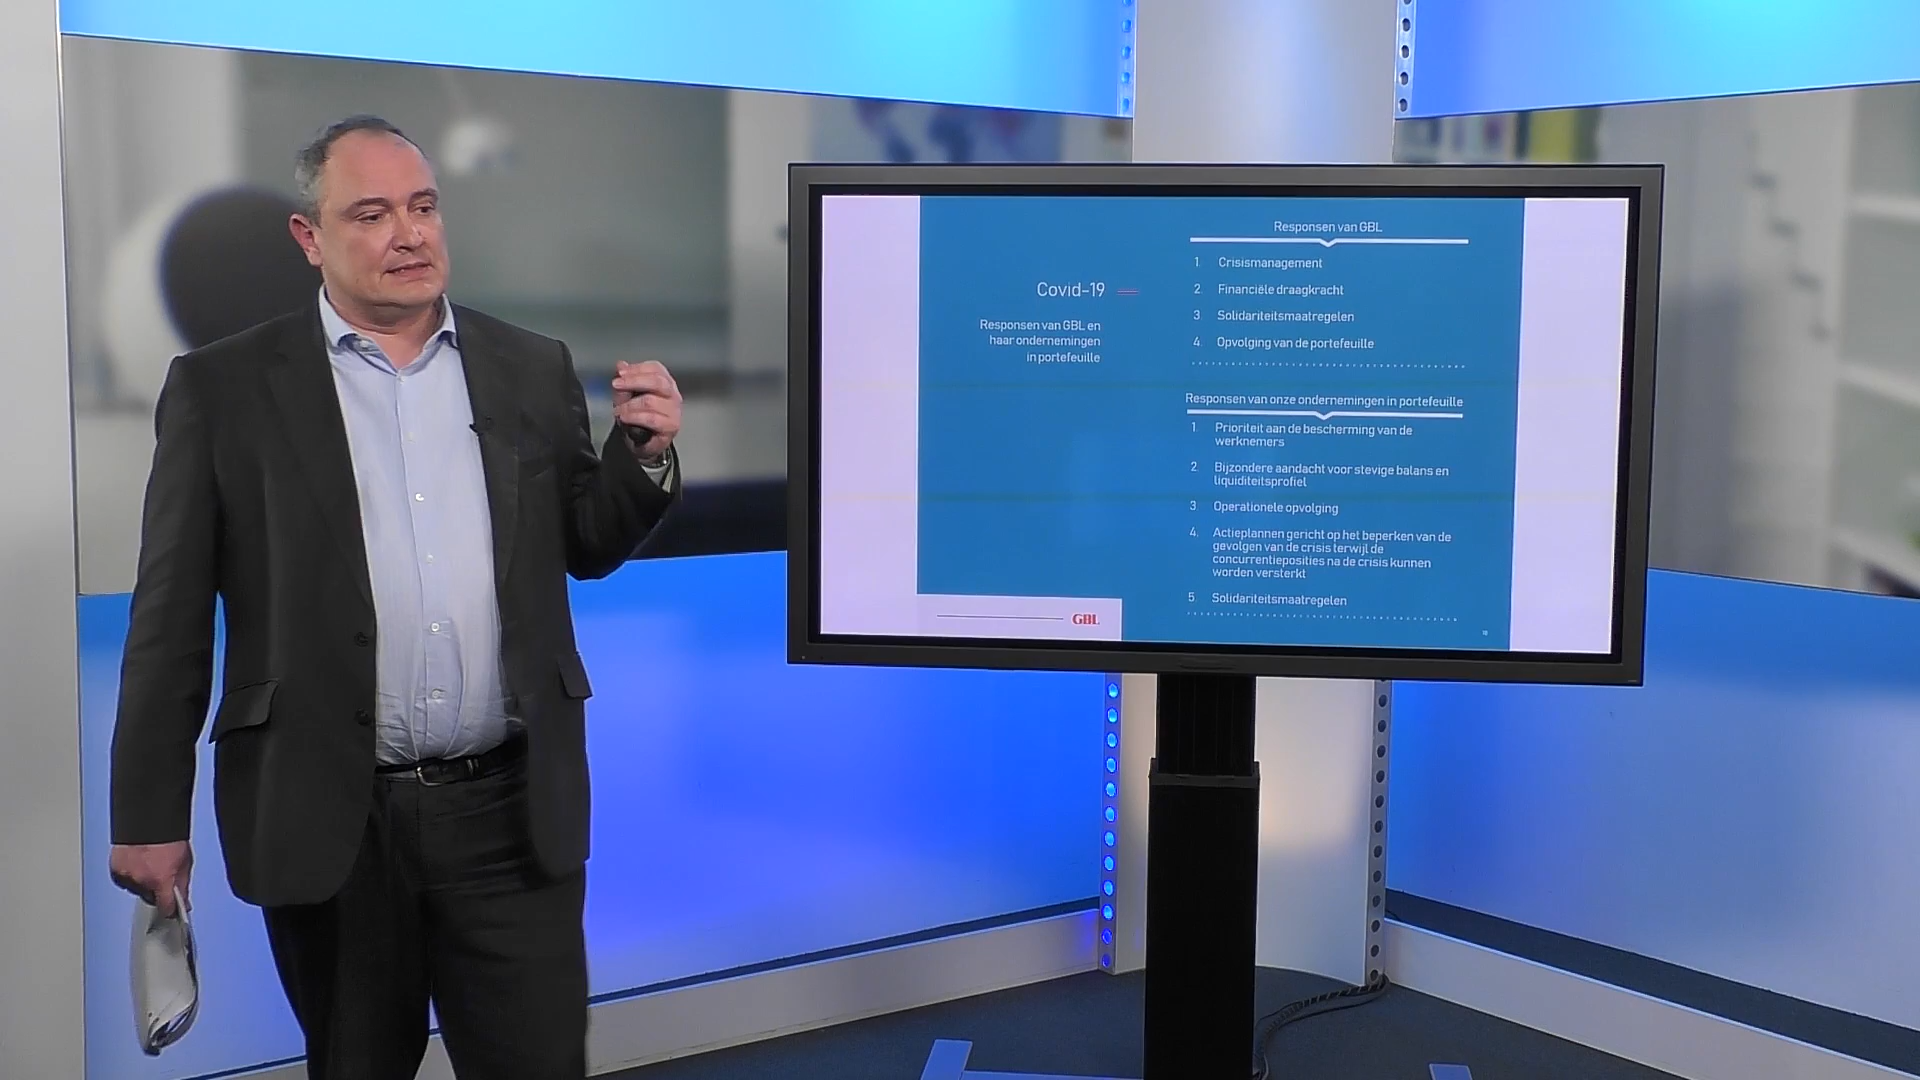 Covid-19
Responsen van GBL en
haar ondernemingen
in portefeuille
Responsen van GBL
1. Crisismanagement
2. Financiële draagkracht
3. Solidariteitsmaatregelen
4. Opvolging van de portefeuille
Responsen van onze ondernemingen in portefeuille
1 Prioriteit aan de bescherming van de
werknemers
2. Bijzondere aandacht voor stevige balans en
liquiditeitsprofiel
3 Operationele opvolging
4. Actieplannen gericht op het beperken van de
gevolgen van de crisis terwijl de
concurrentieposities na de crisis kunnen
worden versterkt
5 Solidariteitsmaatregelen
GBL